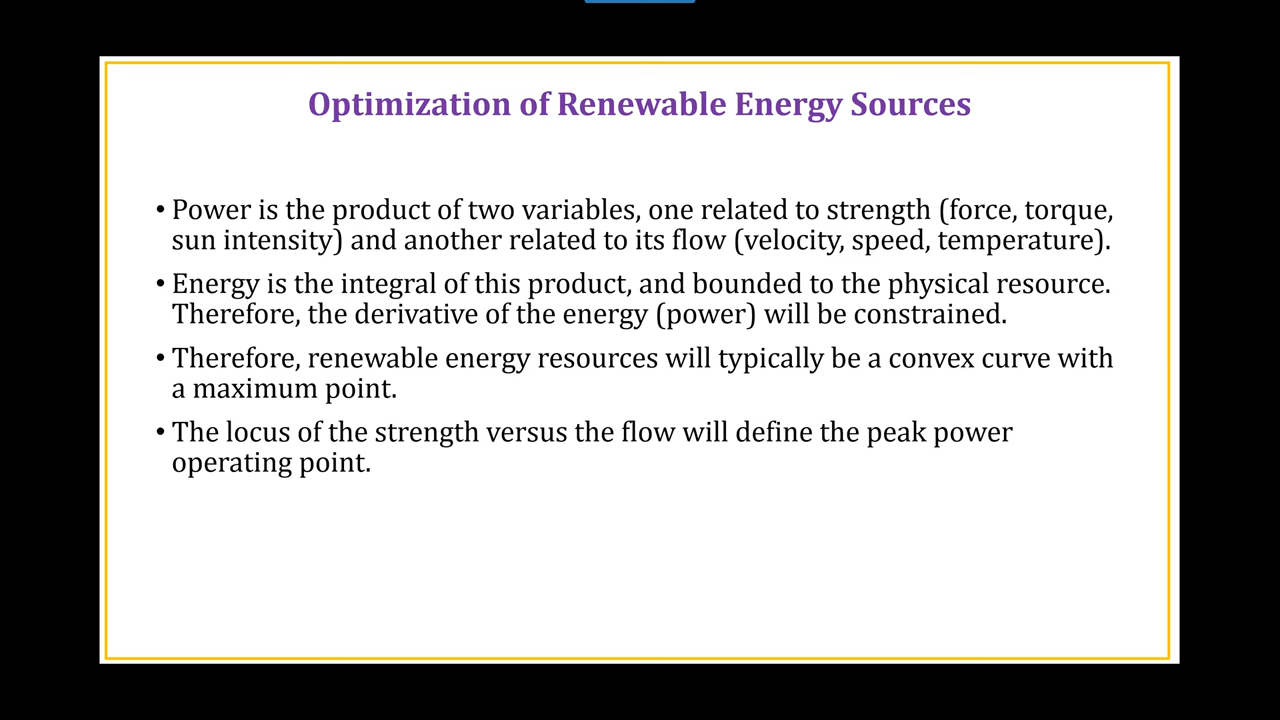 Optimization of Renewable Energy Sources
• Power is the product of two variables, one related to strength (force, torque,
sun intensity) and another related to its flow (velocity, speed, temperature).
• Energy is the integral of this product, and bounded to the physical resource.
Therefore, the derivative of the energy (power) will be constrained.
• Therefore, renewable energy resources will typically be a convex curve with
a maximum point.
• The locus of the strength versus the flow will define the peak power
operating point.